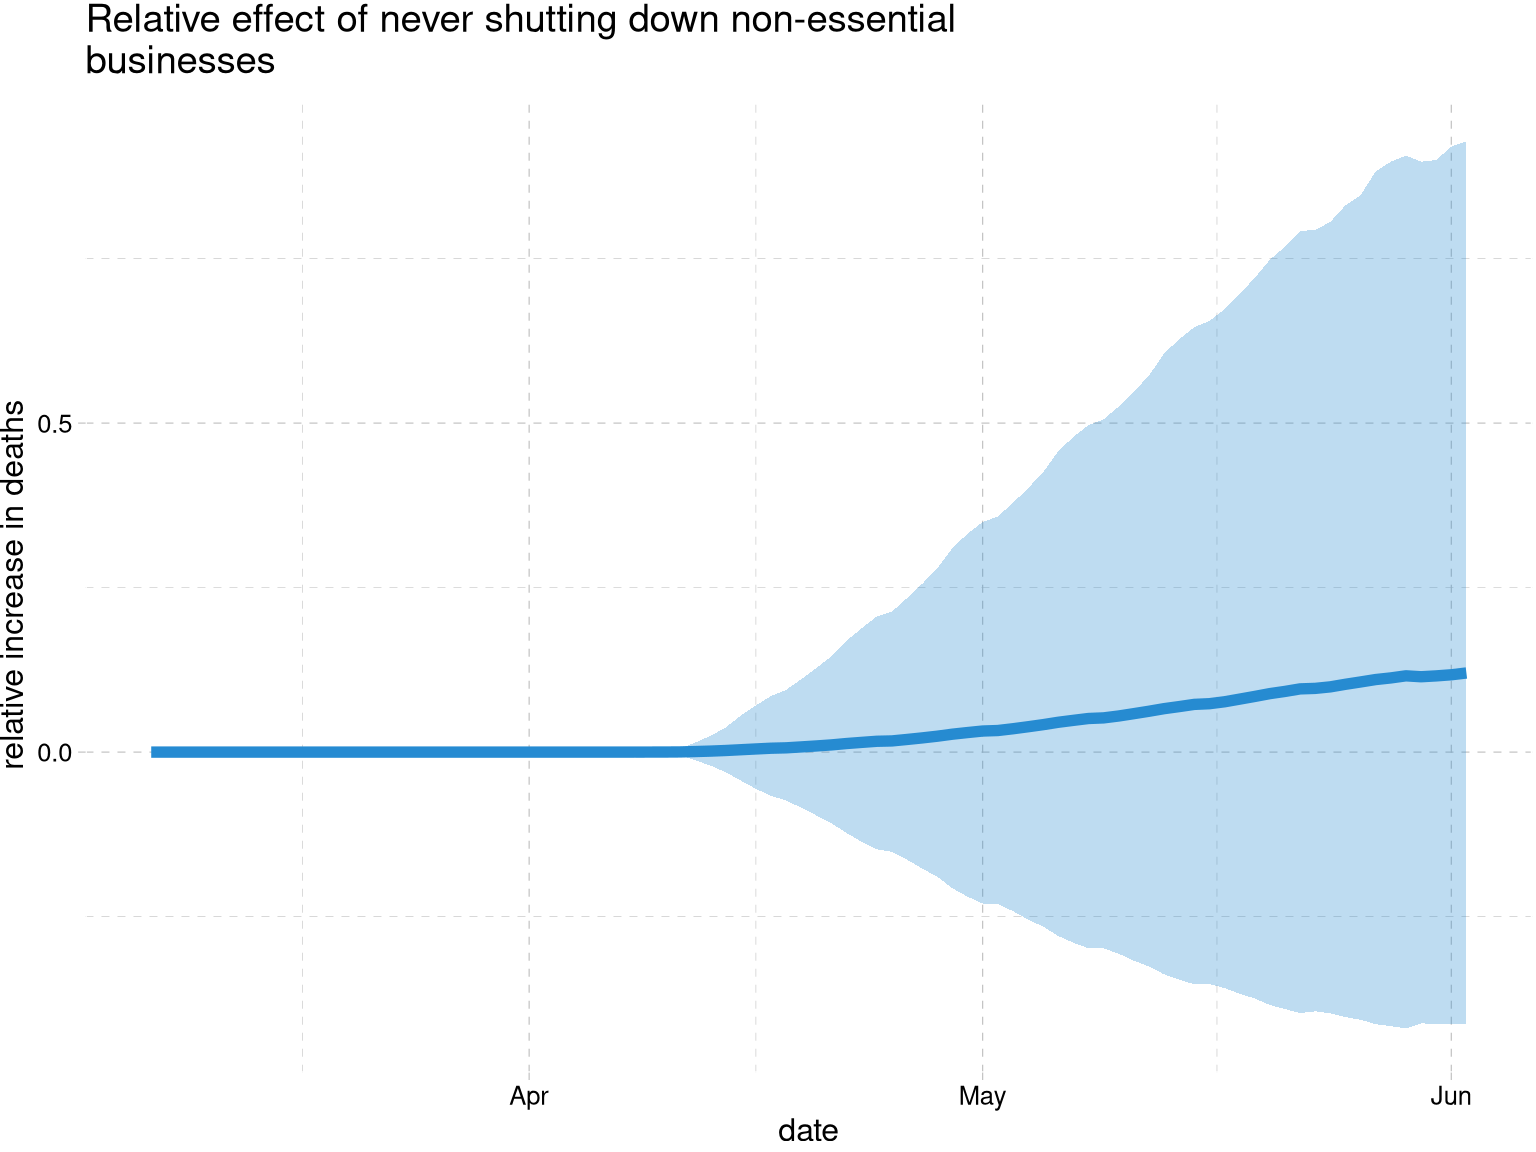 Relative effect of never shutting down non-essential
businesses
relative increase in deaths
0.5
0.0
Apr
May
Jun
date